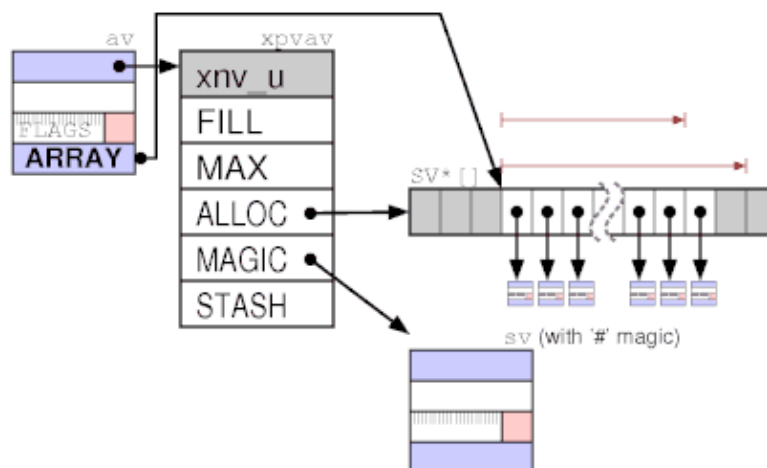 av
xpvav
xnv_u
FLAGS
FILL
ARRAY
MAX
SV*[]
ALLOC
MAGIC
STASH
sv (with '#' magic)